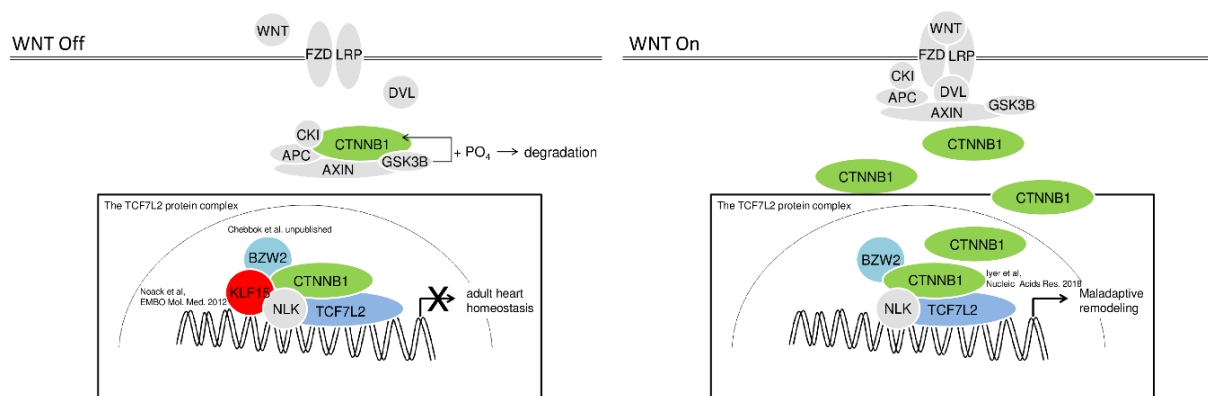 WNT Off
WNT
FZD LRP
DVL
CKI
CTNNB1
APC
GSK3B
AXIN
+ PO4 → degradation
The TCF7L2 protein complex
Chebbok et al. unpublished
BZW2
CTNNB1
Noack et al,
EMBO Mol. Med. 2012
KLF15
NLK
TCF7L2
X
adult heart
homeostasis
WNT On
WNT
FZD LRP
CKI
DVL
APC
GSK3B
AXIN
CTNNB1
CTNNB1
CTNNB1
The TCF7L2 protein complex
CTNNB1
BZW2
CTNNB1
Iyer et al,
Nucleic Acids Res. 2018
NLK
TCF7L2
Maladaptive
remodeling